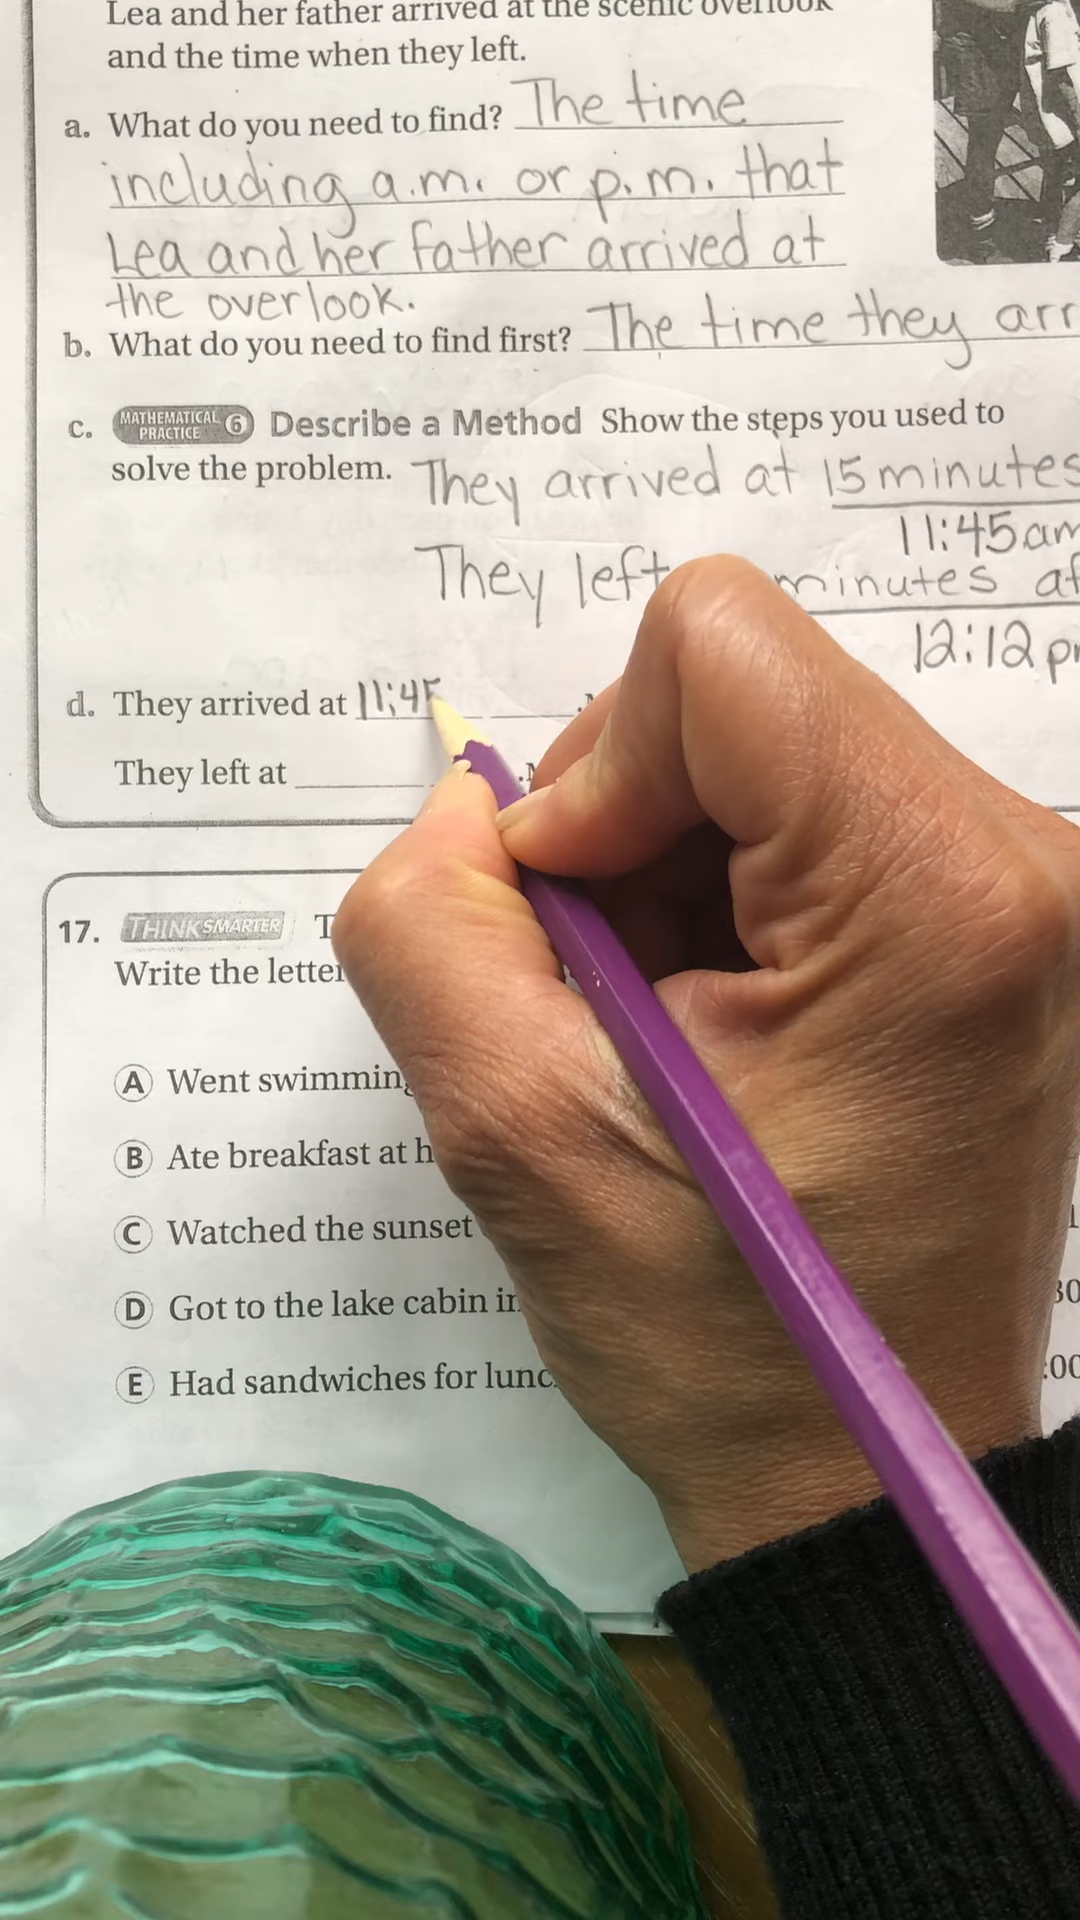 Lea and her father arrived at the scenic overlook
and the time when they left.
a. What do you need to find? The time
including a.m. or p.m. that
Lea and her father arrived at
the overlook.
b. What do you need to find first? The time they arr
c. MATHEMATICAL PRACTICE 6 Describe a Method Show the steps you used to
solve the problem. They arrived at 15 minutes
11:45am
They left minutes af
12:12 p
d. They arrived at 11:45 .
They left at .
17. THINK SMARTER T
Write the letter
A Went swimming
B Ate breakfast at h
C Watched the sunset
D Got to the lake cabin in
E Had sandwiches for lunc